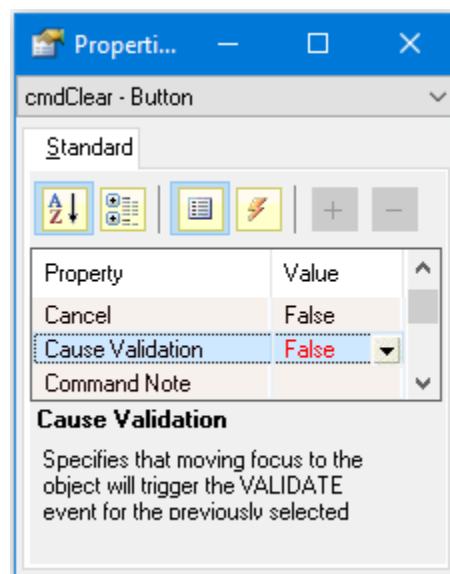 Properti...
cmdClear - Button
Standard
A
Z
Property Value
Cancel False
Cause Validation False
Command Note
Cause Validation
Specifies that moving focus to the
object will trigger the VALIDATE
event for the previously selected